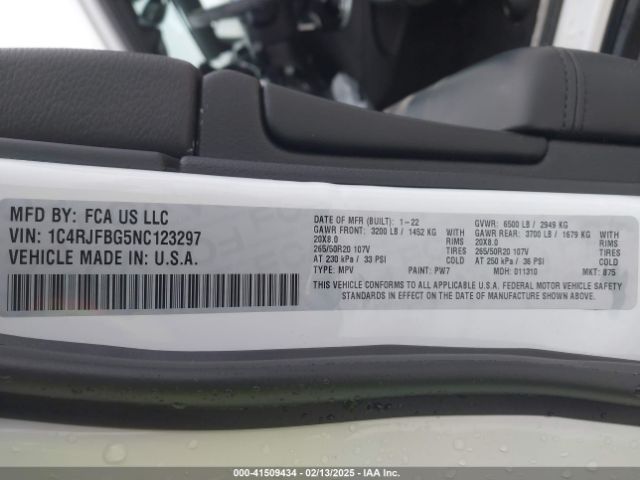 MFD BY: FCA US LLC
VIN: 1C4RJFBG5NC123297
VEHICLE MADE IN: U.S.A.
DATE OF MFR (BUILT): 1-22
GAWR FRONT: 3200 LB / 1452 KG
20X8.0 RIMS
265/50R20 107V TIRES
AT 230 kPa / 33 PSI COLD
TYPE: MPV PAINT: PW7
GVWR: 6500 LB / 2949 KG
GAWR REAR: 3700 LB / 1679 KG
20X8.0 RIMS
265/50R20 107V TIRES
AT 250 kPa / 36 PSI COLD
MDH: 011310 MKT: 875
THIS VEHICLE CONFORMS TO ALL APPLICABLE U.S.A. FEDERAL MOTOR VEHICLE SAFETY
STANDARDS IN EFFECT ON THE DATE OF MANUFACTURE SHOWN ABOVE.
000-41509434 - 02/13/2025 - IAA Inc.